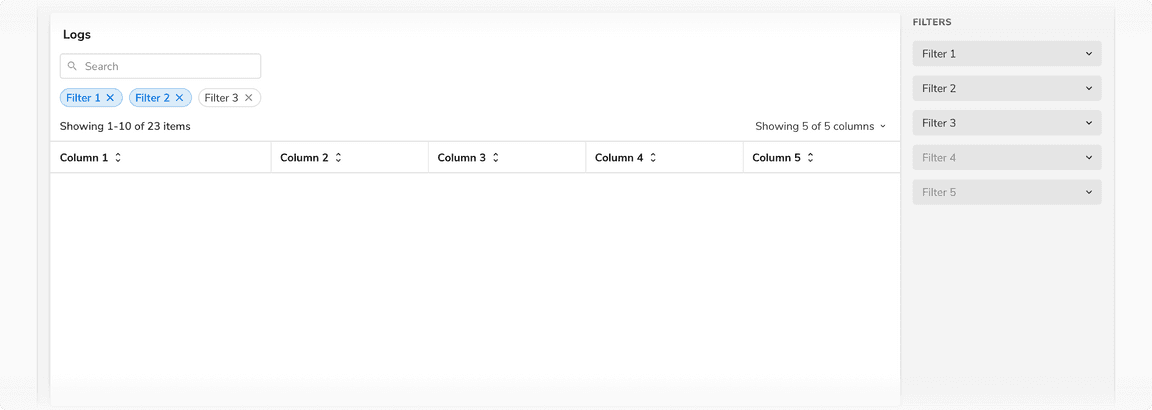 Logs
Search
Filter 1 Filter 2 Filter 3
Showing 1-10 of 23 items Showing 5 of 5 columns
Column 1 Column 2 Column 3 Column 4 Column 5
FILTERS
Filter 1
Filter 2
Filter 3
Filter 4
Filter 5